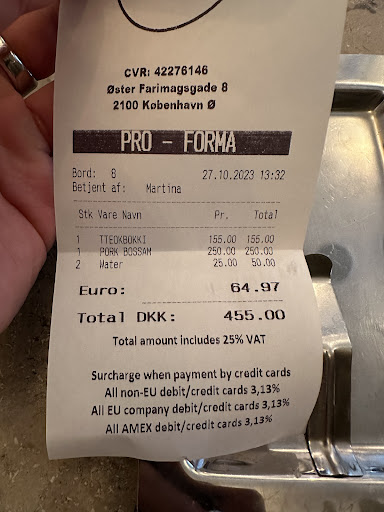 CVR: 42276146
Øster Farimagsgade 8
2100 København Ø
PRO - FORMA
Bord: 8 27.10.2023 13:32
Betjent af: Martina
Stk Vare Navn Pr. Total
1 TTEOKBOKKI 155.00 155.00
1 PORK BOSSAM 250.00 250.00
2 Water 25.00 50.00
Euro: 64.97
Total DKK: 455.00
Total amount includes 25% VAT
Surcharge when payment by credit cards
All non-EU debit/credit cards 3,13%
All EU company debit/credit cards 3,13%
All AMEX debit/credit cards 3,13%